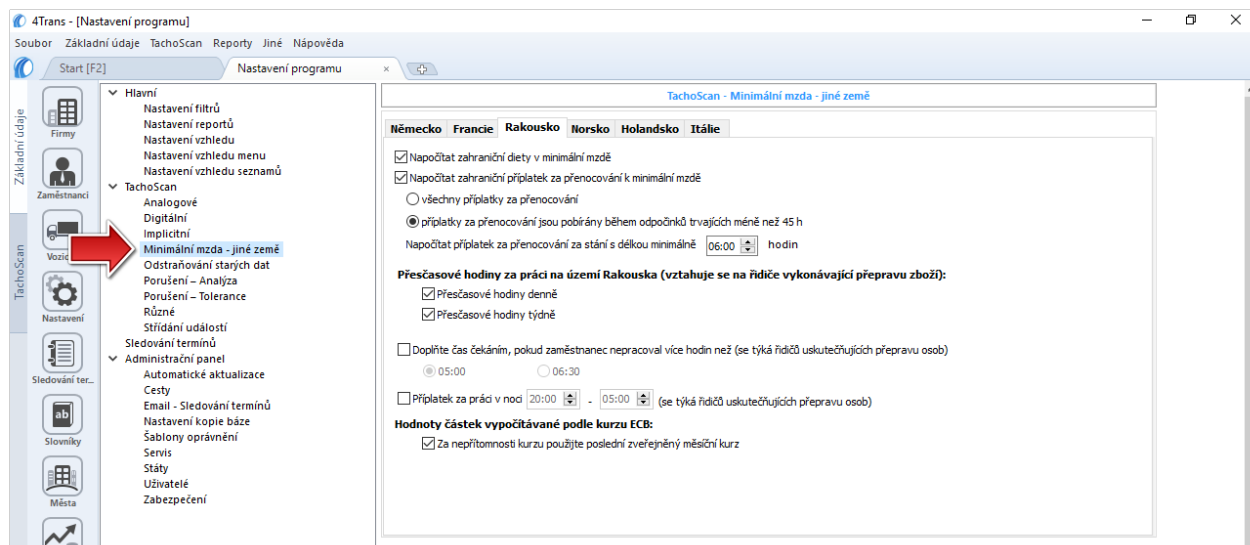 4Trans - [Nastavení programu]
Soubor Základní údaje TachoScan Reporty Jiné Nápověda
Start [F2]
Nastavení programu
Základní údaje
TachoScan
Firmy
Zaměstnanci
Nastavení
Sledování ter...
ab
Slovníky
Města
Hlavní
Nastavení filtrů
Nastavení reportů
Nastavení vzhledu
Nastavení vzhledu menu
Nastavení vzhledu seznamů
TachoScan
Analogové
Digitální
Implicitní
Minimální mzda - jiné země
Odstraňování starých dat
Porušení – Analýza
Porušení – Tolerance
Různé
Střídání událostí
Sledování termínů
Administrační panel
Automatické aktualizace
Cesty
Email - Sledování termínů
Nastavení kopie báze
Šablony oprávnění
Servis
Státy
Uživatelé
Zabezpečení
TachoScan - Minimální mzda - jiné země
Německo Francie Rakousko Norsko Holandsko Itálie
Napočítat zahraniční diety v minimální mzdě
Napočítat zahraniční příplatek za přenocování k minimální mzdě
všechny příplatky za přenocování
příplatky za přenocování jsou pobírány během odpočinků trvajících méně než 45 h
Napočítat příplatek za přenocování za stání s délkou minimálně 06:00 hodin
Přesčasové hodiny za práci na území Rakouska (vztahuje se na řidiče vykonávající přepravu zboží):
Přesčasové hodiny denně
Přesčasové hodiny týdně
Doplňte čas čekáním, pokud zaměstnanec nepracoval více hodin než (se týká řidičů uskutečňujících přepravu osob)
05:00 06:30
Příplatek za práci v noci 20:00 - 05:00 (se týká řidičů uskutečňujících přepravu osob)
Hodnoty částek vypočítávané podle kurzu ECB:
Za nepřítomnosti kurzu použijte poslední zveřejněný měsíční kurz